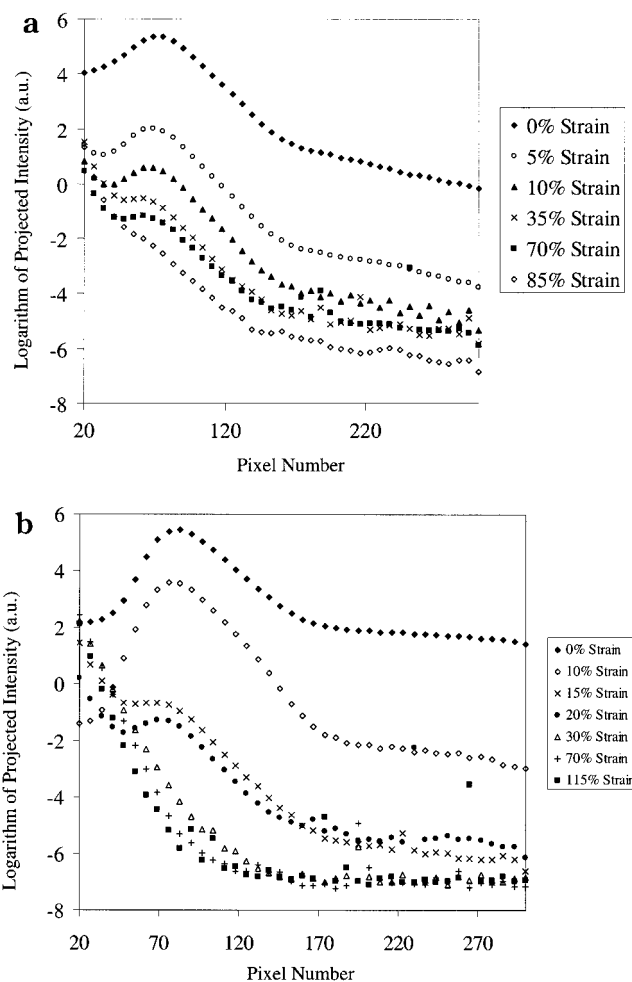 a
6
4
2
0
-2
-4
-6
-8
20
120
220
Logarithm of Projected Intensity (a.u.)
Pixel Number
0% Strain
5% Strain
10% Strain
35% Strain
70% Strain
85% Strain
b
6
4
2
0
-2
-4
-6
-8
20
70
120
170
220
270
Logarithm of Projected Intensity (a.u.)
Pixel Number
0% Strain
10% Strain
15% Strain
20% Strain
30% Strain
70% Strain
115% Strain